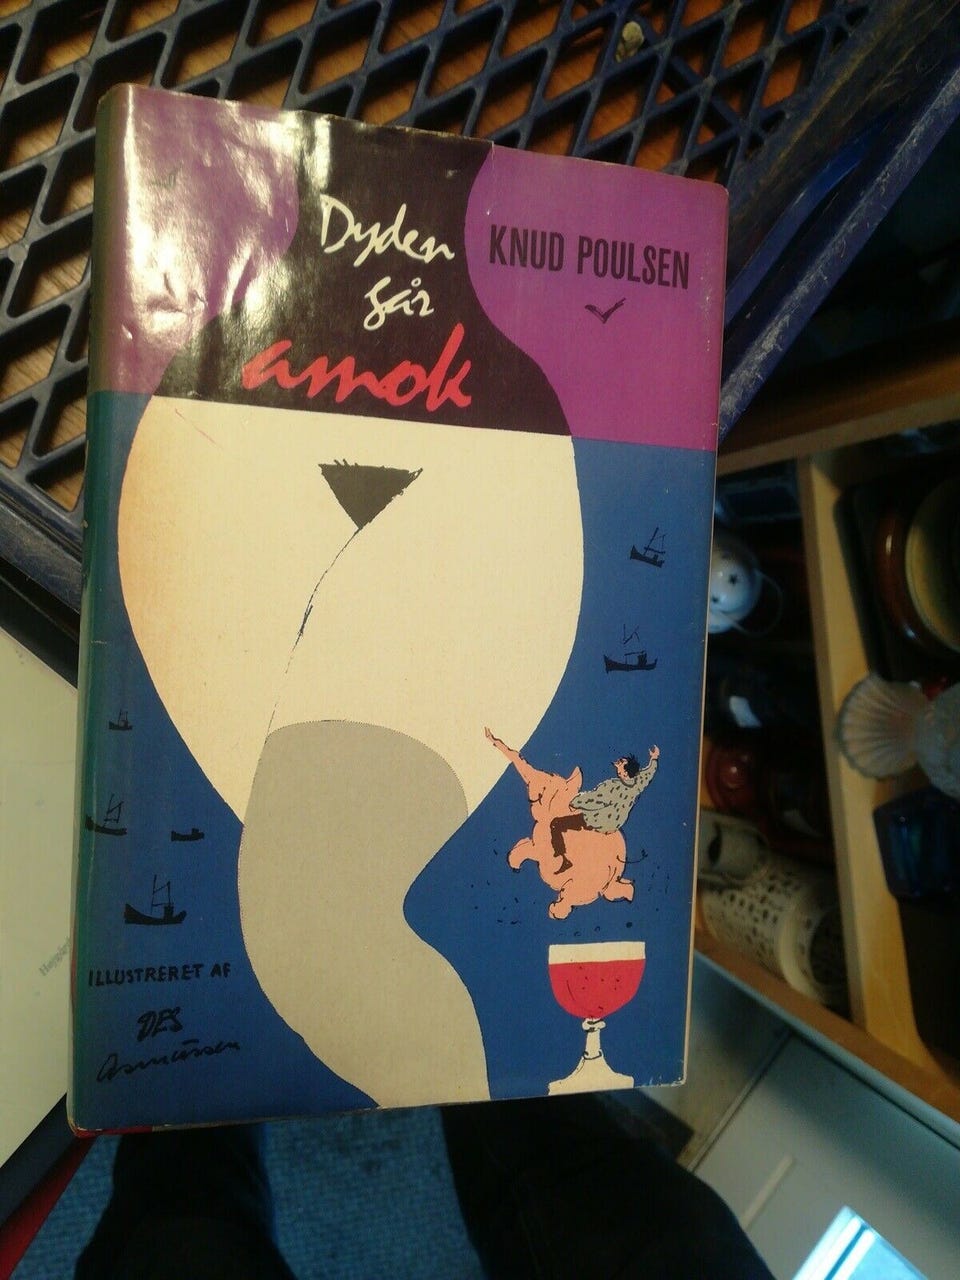 Dyden
går
amok
KNUD POULSEN
ILLUSTRERET AF
DES
Asmussen